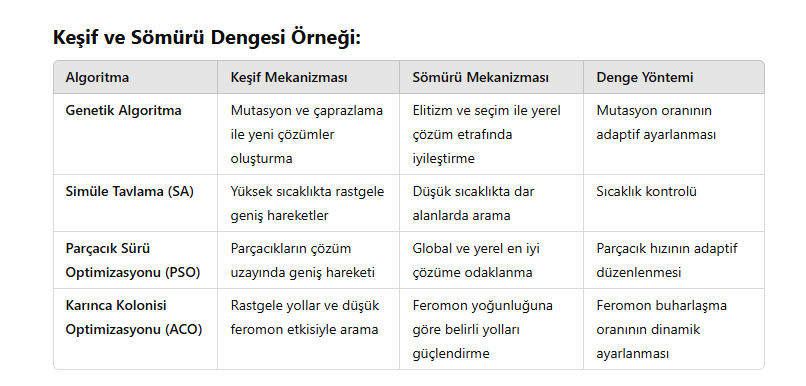 Keşif ve Sömürü Dengesi Örneği:
Algoritma
Keşif Mekanizması
Sömürü Mekanizması
Denge Yöntemi
Genetik Algoritma
Mutasyon ve çaprazlama
ile yeni çözümler
oluşturma
Elitizm ve seçim ile yerel
çözüm etrafında
iyileştirme
Mutasyon oranının
adaptif ayarlanması
Simüle Tavlama (SA)
Yüksek sıcaklıkta rastgele
geniş hareketler
Düşük sıcaklıkta dar
alanlarda arama
Sıcaklık kontrolü
Parçacık Sürü
Optimizasyonu (PSO)
Parçacıkların çözüm
uzayında geniş hareketi
Global ve yerel en iyi
çözüme odaklanma
Parçacık hızının adaptif
düzenlenmesi
Karınca Kolonisi
Optimizasyonu (ACO)
Rastgele yollar ve düşük
feromon etkisiyle arama
Feromon yoğunluğuna
göre belirli yolları
güçlendirme
Feromon buharlaşma
oranının dinamik
ayarlanması